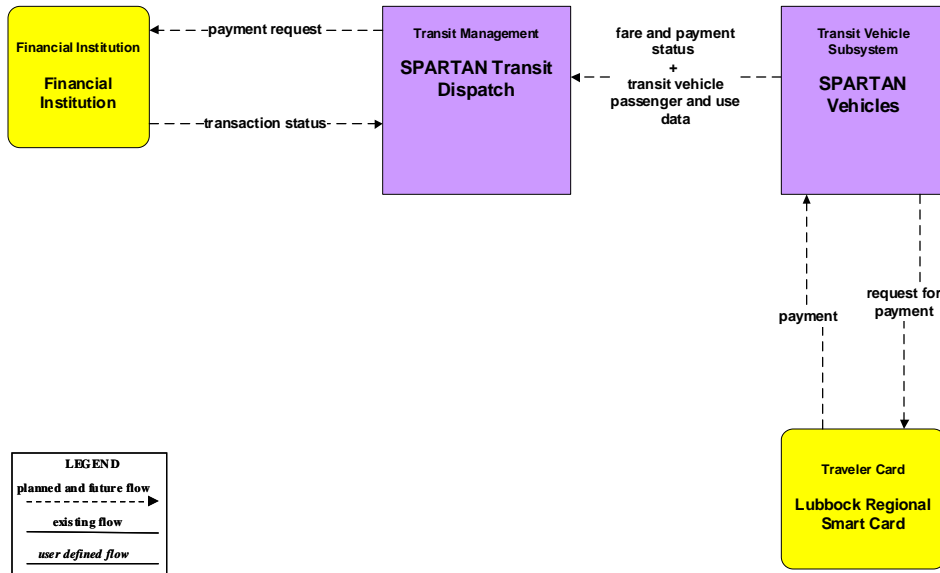 Financial Institution
Financial
Institution
payment request
transaction status
Transit Management
SPARTAN Transit
Dispatch
fare and payment
status
+
transit vehicle
passenger and use
data
Transit Vehicle
Subsystem
SPARTAN
Vehicles
payment
request for
payment
Traveler Card
Lubbock Regional
Smart Card
LEGEND
planned and future flow
existing flow
user defined flow